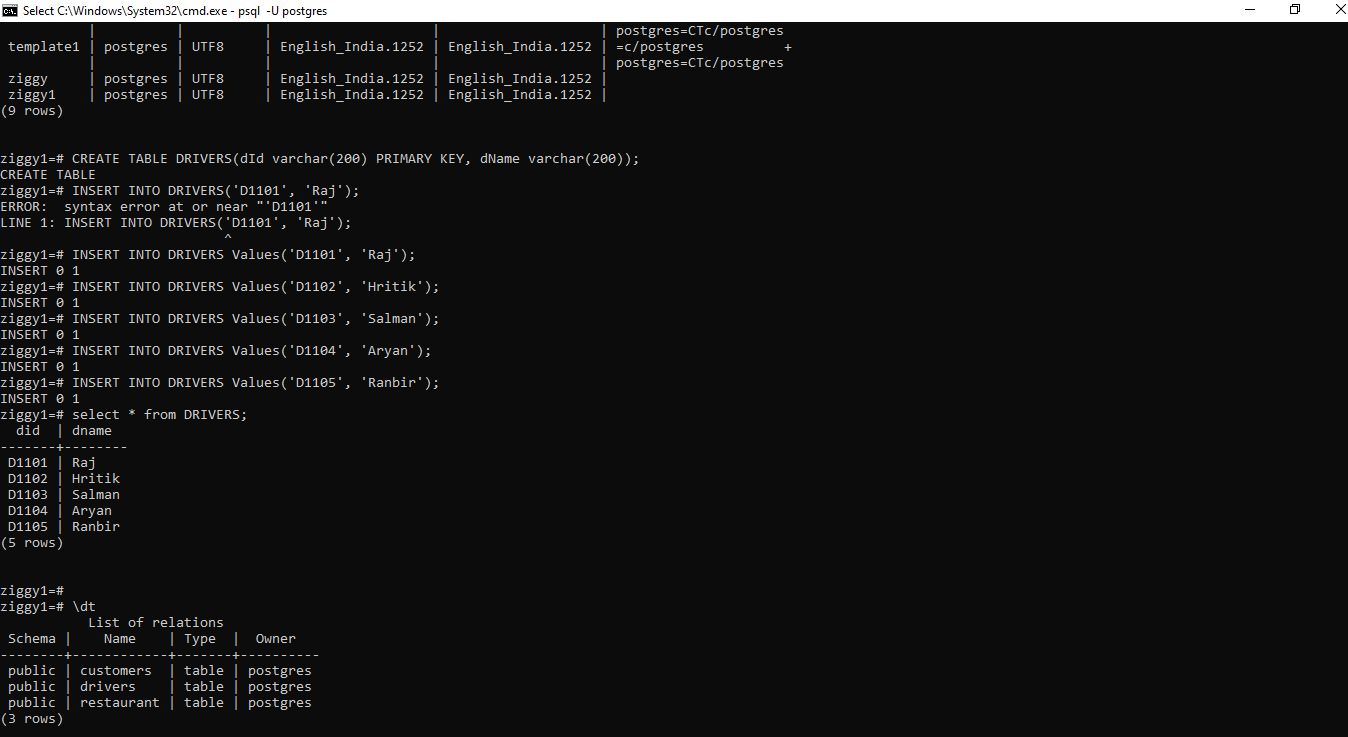 Select C:\Windows\System32\cmd.exe - psql  -U postgres
           |          |          |                    |                    | postgres=CTc/postgres
 template1 | postgres | UTF8     | English_India.1252 | English_India.1252 | =c/postgres          +
           |          |          |                    |                    | postgres=CTc/postgres
 ziggy     | postgres | UTF8     | English_India.1252 | English_India.1252 |
 ziggy1    | postgres | UTF8     | English_India.1252 | English_India.1252 |
(9 rows)
ziggy1=# CREATE TABLE DRIVERS(dId varchar(200) PRIMARY KEY, dName varchar(200));
CREATE TABLE
ziggy1=# INSERT INTO DRIVERS('D1101', 'Raj');
ERROR:  syntax error at or near "'D1101'"
LINE 1: INSERT INTO DRIVERS('D1101', 'Raj');
                            ^
ziggy1=# INSERT INTO DRIVERS Values('D1101', 'Raj');
INSERT 0 1
ziggy1=# INSERT INTO DRIVERS Values('D1102', 'Hritik');
INSERT 0 1
ziggy1=# INSERT INTO DRIVERS Values('D1103', 'Salman');
INSERT 0 1
ziggy1=# INSERT INTO DRIVERS Values('D1104', 'Aryan');
INSERT 0 1
ziggy1=# INSERT INTO DRIVERS Values('D1105', 'Ranbir');
INSERT 0 1
ziggy1=# select * from DRIVERS;
  did  | dname
-------+--------
 D1101 | Raj
 D1102 | Hritik
 D1103 | Salman
 D1104 | Aryan
 D1105 | Ranbir
(5 rows)
ziggy1=#
ziggy1=# \dt
           List of relations
 Schema |    Name    | Type  |  Owner
--------+------------+-------+----------
 public | customers  | table | postgres
 public | drivers    | table | postgres
 public | restaurant | table | postgres
(3 rows)